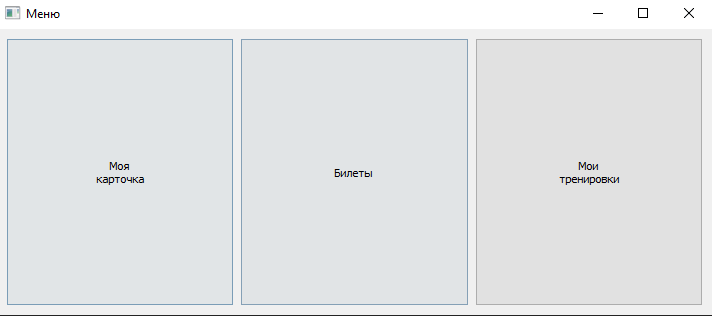 Меню
Моя
карточка
Билеты
Мои
тренировки